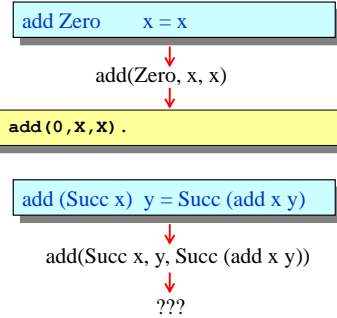 add Zero x = x
add(Zero, x, x)
add(0,X,X).
add (Succ x) y = Succ (add x y)
add(Succ x, y, Succ (add x y))
???